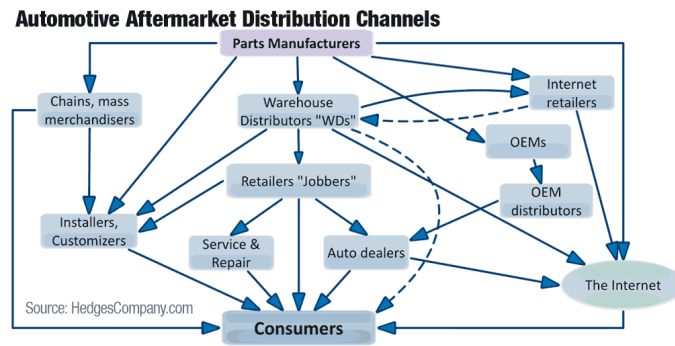 Automotive Aftermarket Distribution Channels
Parts Manufacturers
Chains, mass
merchandisers
Warehouse
Distributors "WDs"
Internet
retailers
OEMs
Retailers "Jobbers"
OEM
distributors
Installers,
Customizers
Service &
Repair
Auto dealers
The Internet
Source: HedgesCompany.com
Consumers